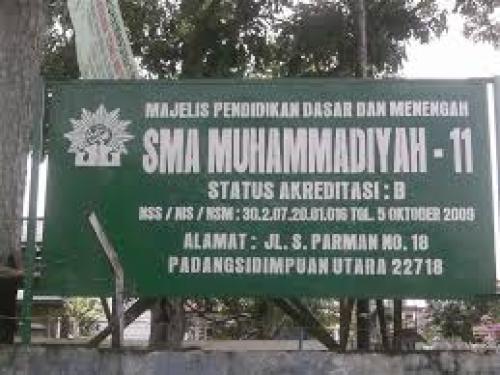 MAJELIS PENDIDIKAN DASAR DAN MENENGAH
SMA MUHAMMADIYAH - 11
STATUS AKREDITASI : B
NSS / NIS / NSM : 30.2.07.20.01.016 TGL. 5 OKTOBER 2009
ALAMAT : JL. S. PARMAN NO. 18
PADANGSIDIMPUAN UTARA 22718